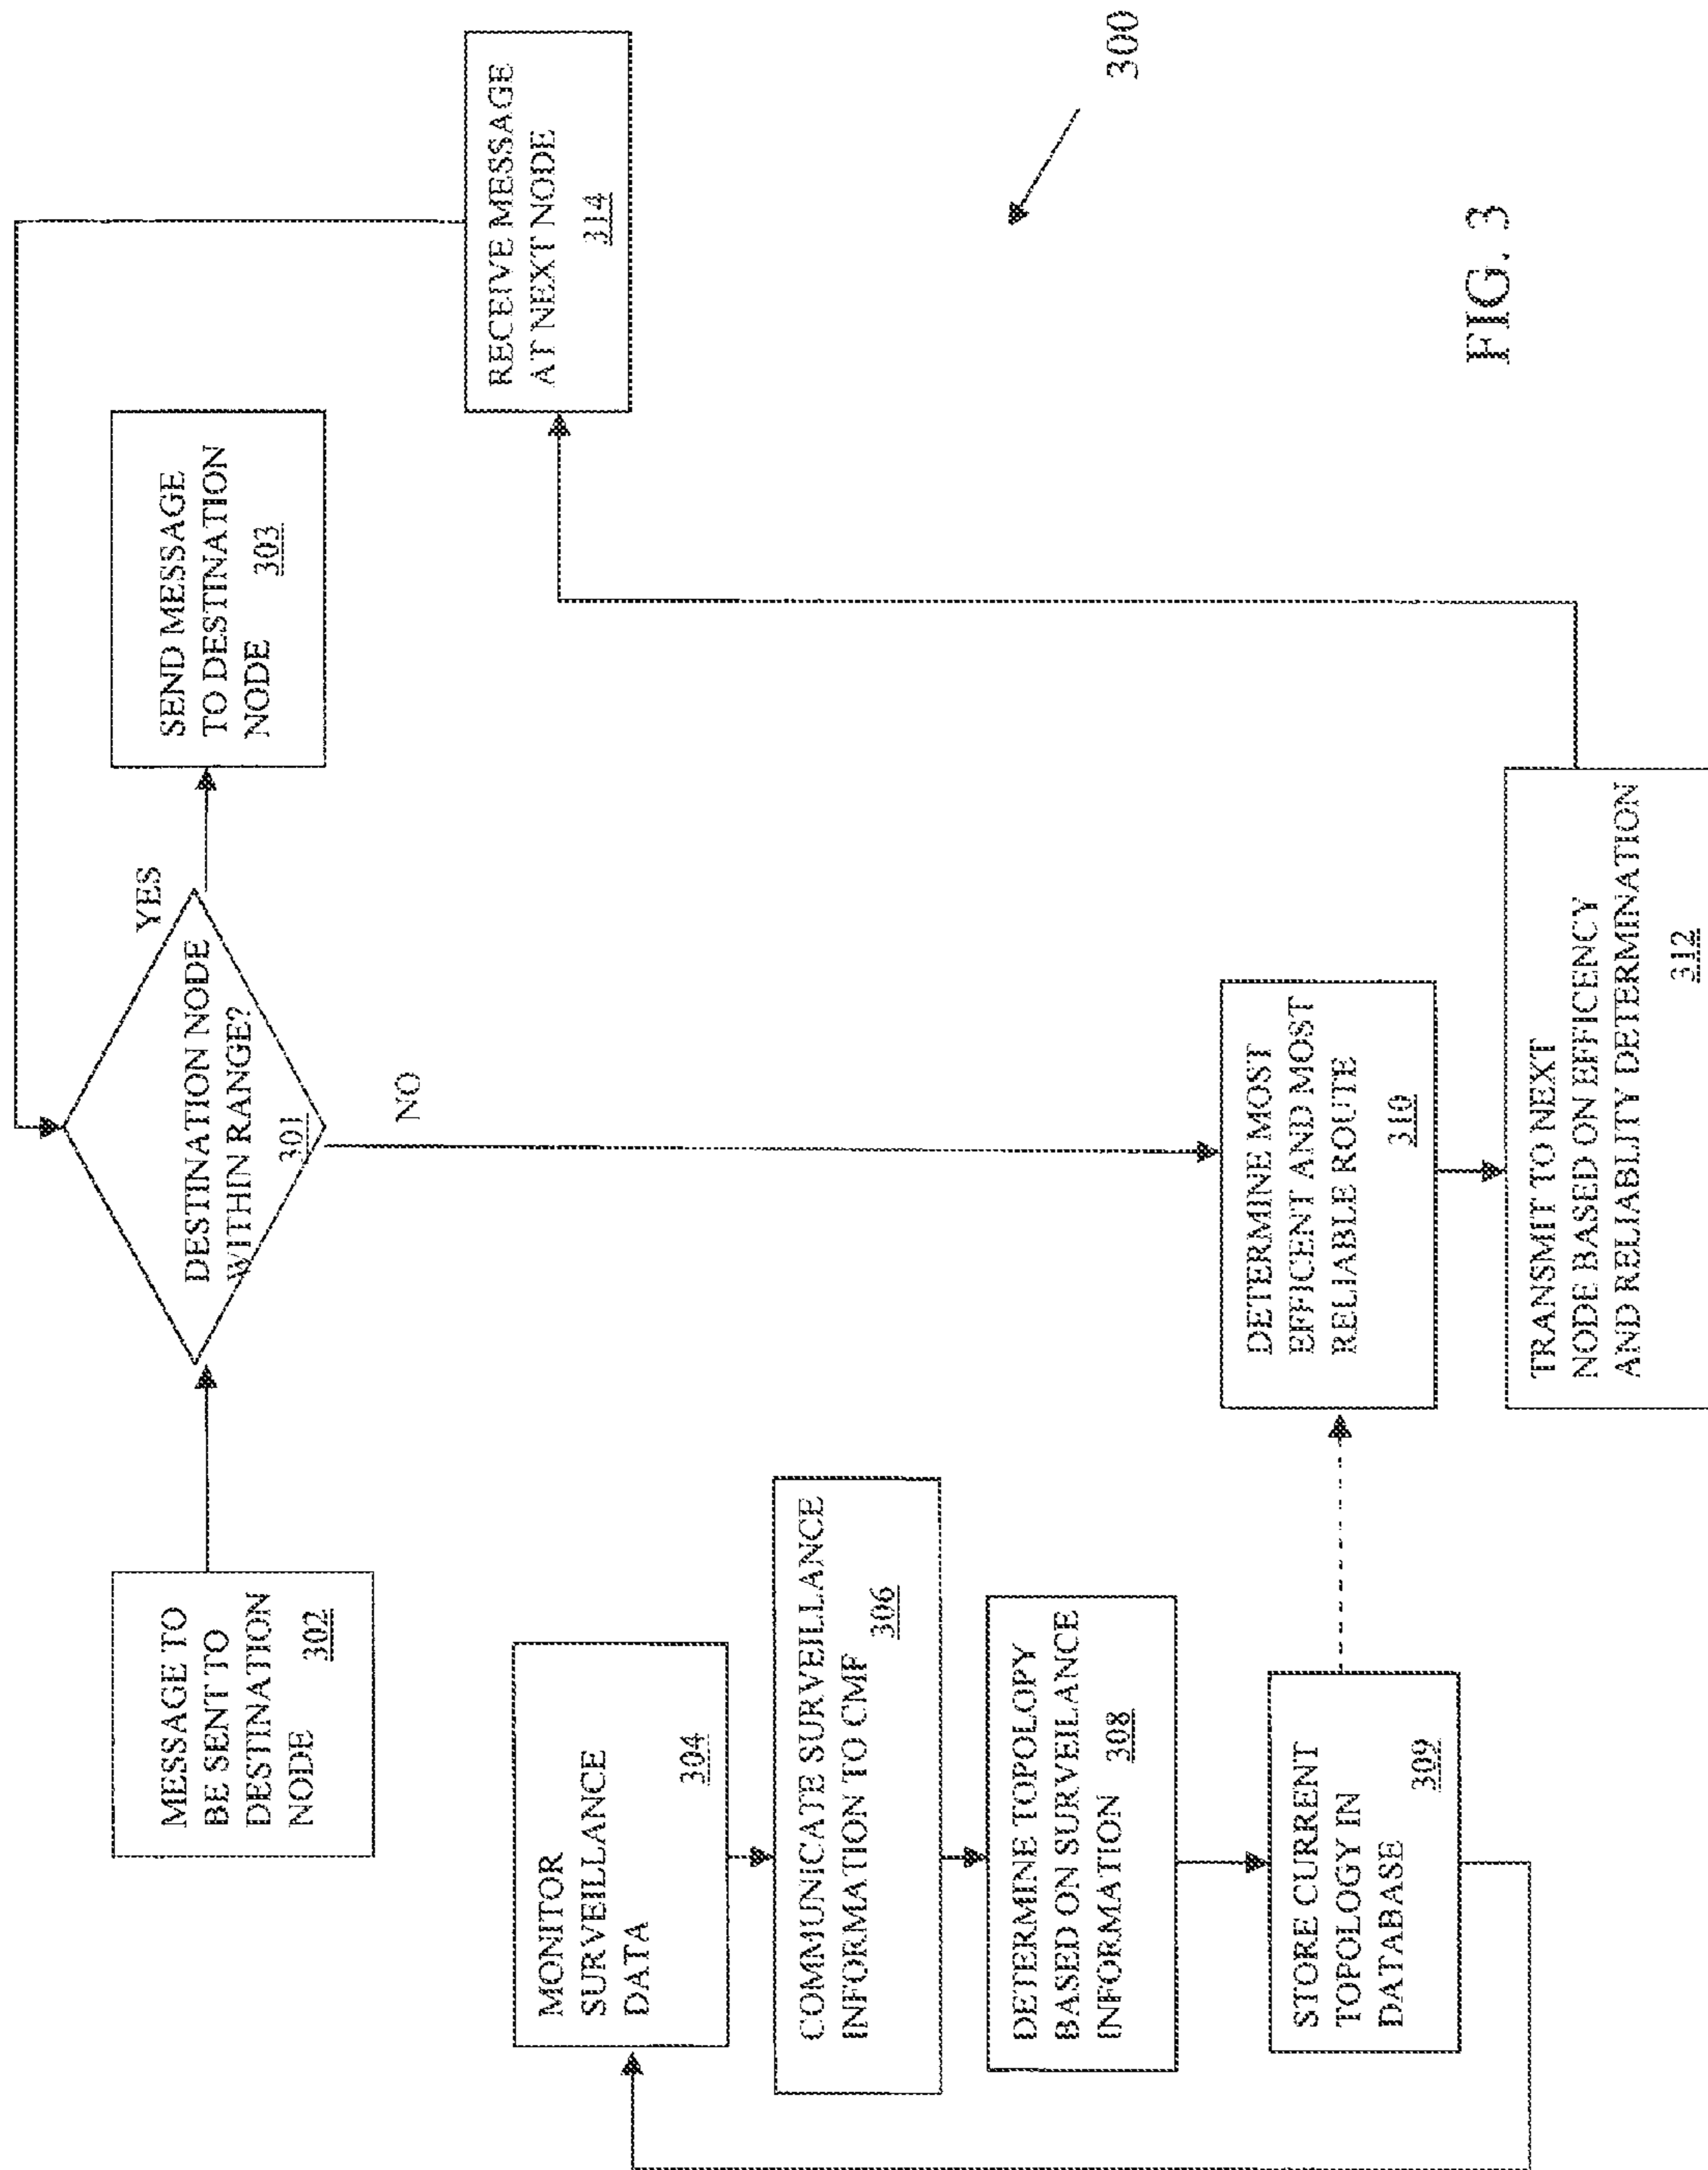 MESSAGE TO
BE SENT TO
DESTINATION
NODE 302
DESTINATION NODE
WITHIN RANGE?
301
YES
NO
SEND MESSAGE
TO DESTINATION
NODE 303
MONITOR
SURVEILLANCE
DATA 304
COMMUNICATE SURVEILLANCE
INFORMATION TO CMF 306
DETERMINE TOPOLOPY
BASED ON SURVEILANCE
INFORMATION 308
STORE CURRENT
TOPOLOGY IN
DATABASE 309
DETERMINE MOST
EFFICIENT AND MOST
RELIABLE ROUTE
310
TRANSMIT TO NEXT
NODE BASED ON EFFICENCY
AND RELIABLITY DETERMINATION
312
RECEIVE MESSAGE
AT NEXT NODE
314
300
FIG. 3